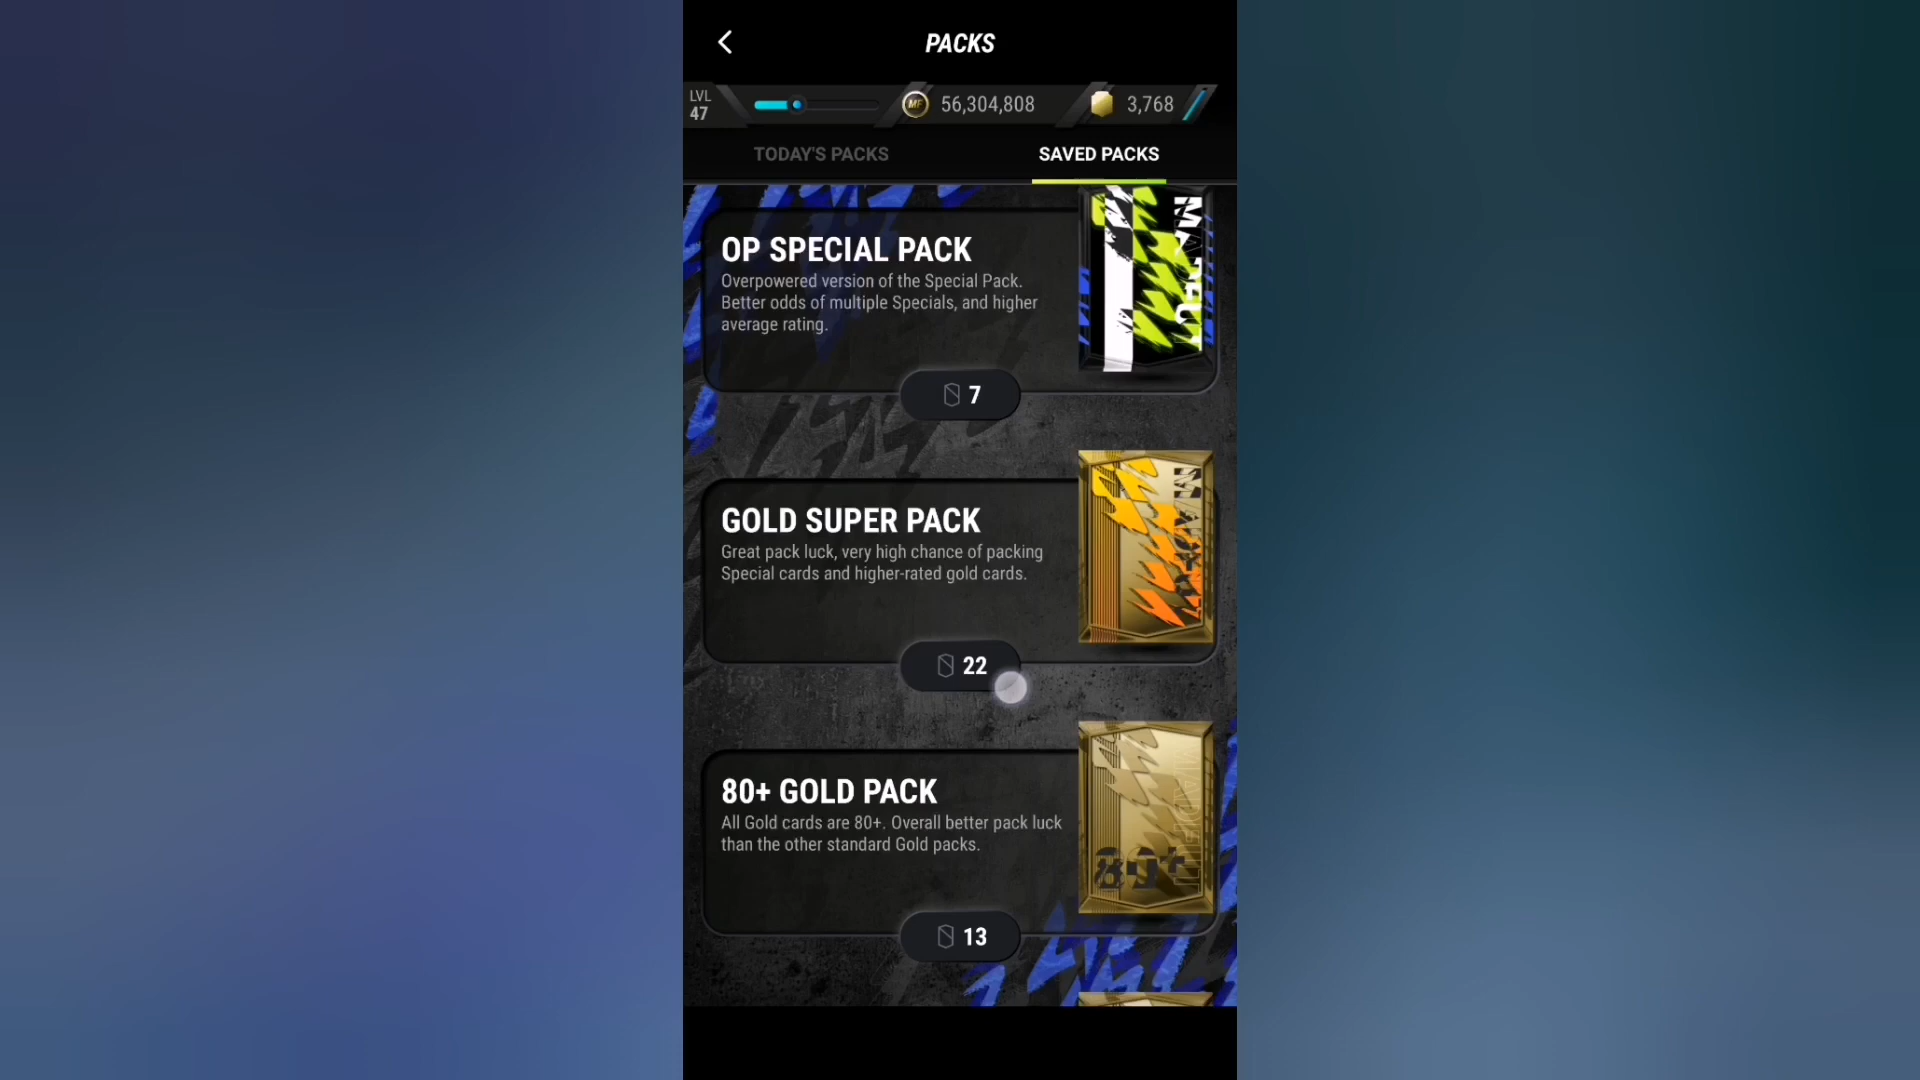 PACKS
LVL
47
MF
56,304,808
3,768
TODAY'S PACKS
SAVED PACKS
OP SPECIAL PACK
Overpowered version of the Special Pack.
Better odds of multiple Specials, and higher
average rating.
7
GOLD SUPER PACK
Great pack luck, very high chance of packing
Special cards and higher-rated gold cards.
22
80+ GOLD PACK
All Gold cards are 80+. Overall better pack luck
than the other standard Gold packs.
80+
13